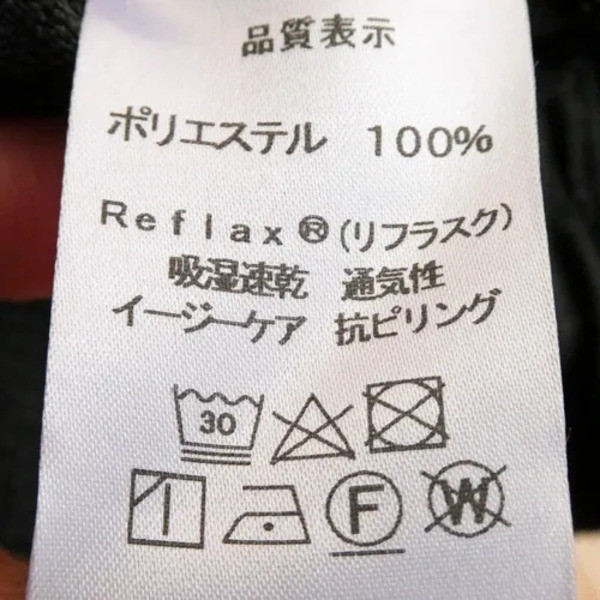 品質表示
ポリエステル 100%
Reflax®(リフラスク)
吸湿速乾 通気性
イージーケア 抗ピリング
30
F W